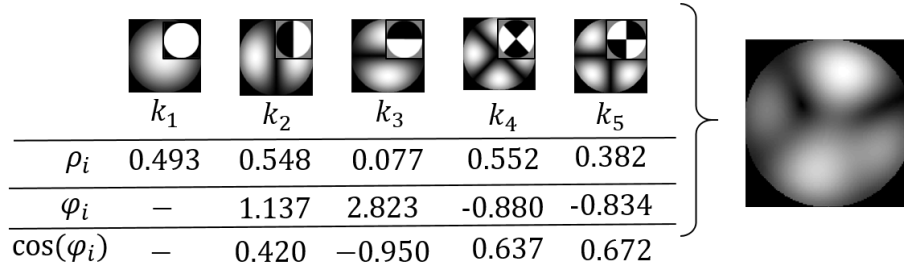 k₁ k₂ k₃ k₄ k₅
ρᵢ 0.493 0.548 0.077 0.552 0.382
φᵢ − 1.137 2.823 -0.880 -0.834
cos(φᵢ) − 0.420 −0.950 0.637 0.672